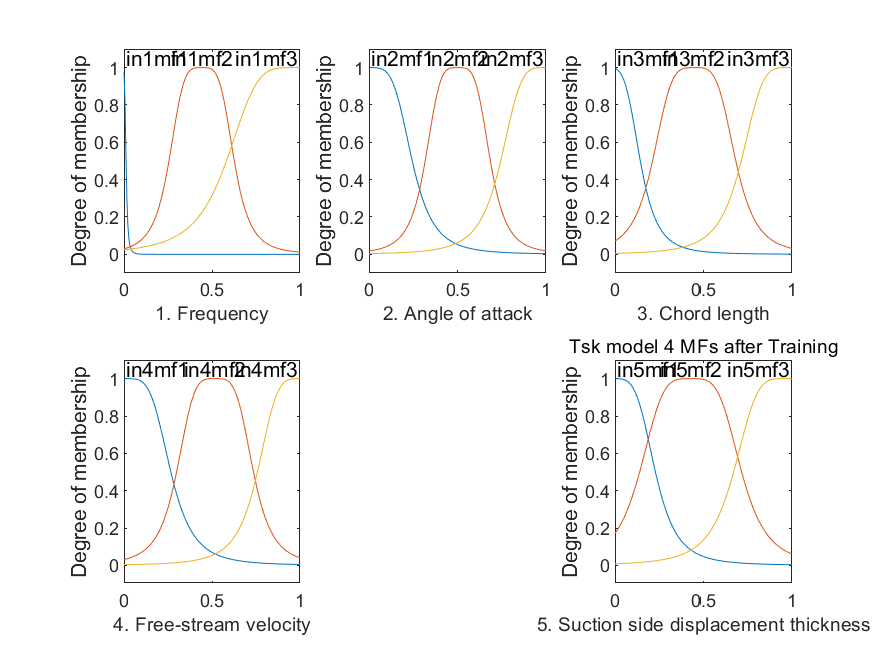 in1mf1 in1mf2 in1mf3
in2mf1 in2mf2 in2mf3
in3mf1 in3mf2 in3mf3
Degree of membership
Degree of membership
Degree of membership
1
0.8
0.6
0.4
0.2
0
1
0.8
0.6
0.4
0.2
0
1
0.8
0.6
0.4
0.2
0
0 0.5 1
0 0.5 1
0 0.5 1
1. Frequency
2. Angle of attack
3. Chord length
Tsk model 4 MFs after Training
in4mf1 in4mf2 in4mf3
in5mf1 in5mf2 in5mf3
Degree of membership
Degree of membership
1
0.8
0.6
0.4
0.2
0
1
0.8
0.6
0.4
0.2
0
0 0.5 1
0 0.5 1
4. Free-stream velocity
5. Suction side displacement thickness